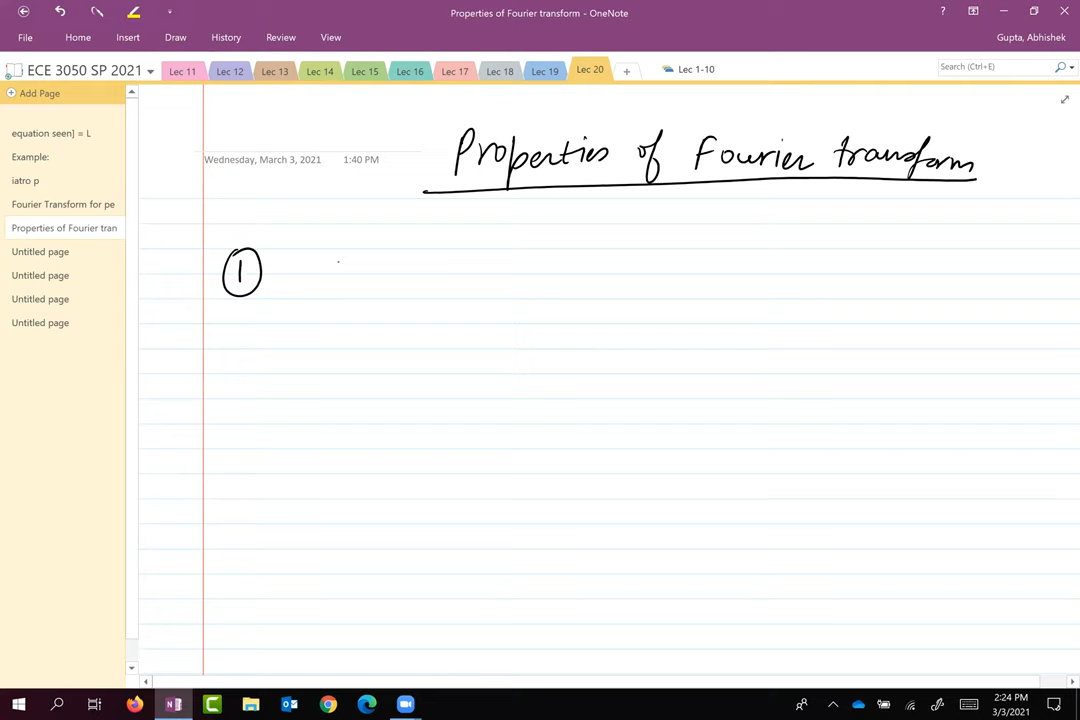 Properties of Fourier transform - OneNote
?
File Home Insert Draw History Review View
Gupta, Abhishek
ECE 3050 SP 2021
Lec 11 Lec 12 Lec 13 Lec 14 Lec 15 Lec 16 Lec 17 Lec 18 Lec 19 Lec 20 + Lec 1-10
Search (Ctrl+E)
Add Page
equation seen] = L
Example:
iatro p
Fourier Transform for pe
Properties of Fourier tran
Untitled page
Untitled page
Untitled page
Untitled page
Properties of Fourier transform
Wednesday, March 3, 2021 1:40 PM
1
2:24 PM
3/3/2021